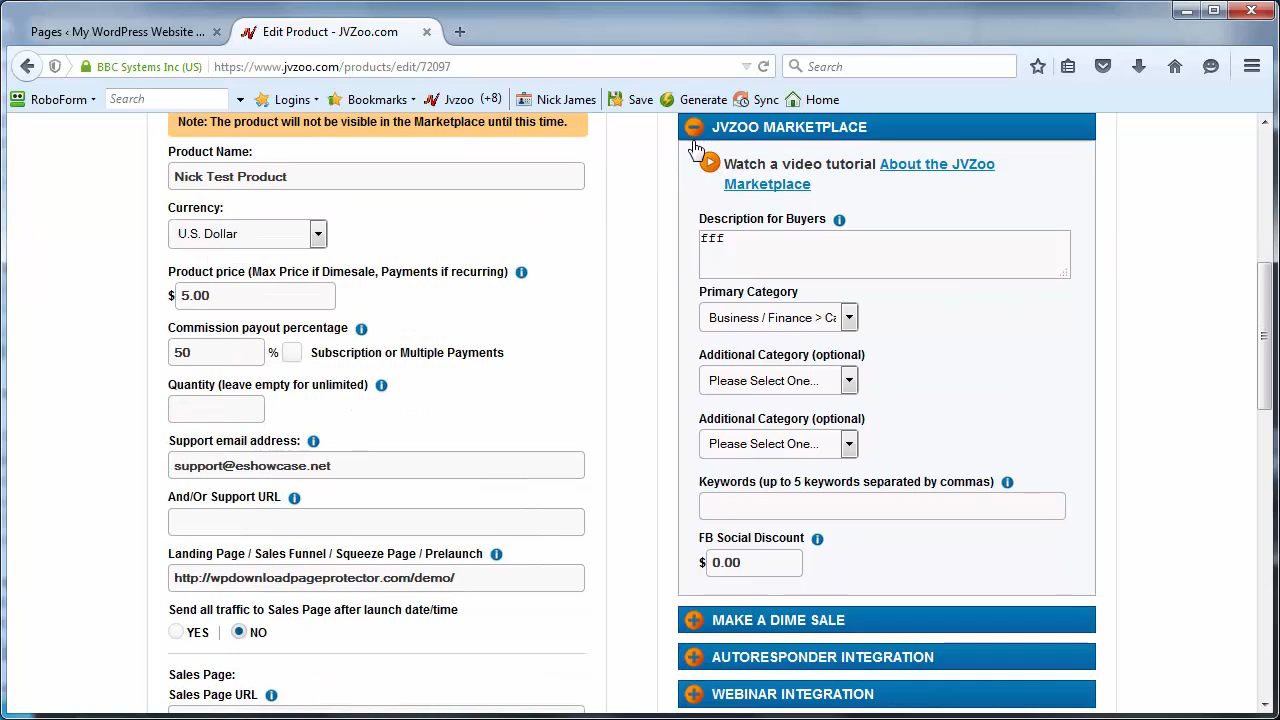 Pages ‹ My WordPress Website ...
Edit Product - JVZoo.com
BBC Systems Inc (US)
https://www.jvzoo.com/products/edit/72097
Search
RoboForm
Search
Logins
Bookmarks
Jvzoo (+8)
Nick James
Save
Generate
Sync
Home
Note: The product will not be visible in the Marketplace until this time.
Product Name:
Nick Test Product
Currency:
U.S. Dollar
Product price (Max Price if Dimesale, Payments if recurring)
$ 5.00
Commission payout percentage
50 % Subscription or Multiple Payments
Quantity (leave empty for unlimited)
Support email address:
support@eshowcase.net
And/Or Support URL
Landing Page / Sales Funnel / Squeeze Page / Prelaunch
http://wpdownloadpageprotector.com/demo/
Send all traffic to Sales Page after launch date/time
YES | NO
Sales Page:
Sales Page URL
JVZOO MARKETPLACE
Watch a video tutorial About the JVZoo
Marketplace
Description for Buyers
fff
Primary Category
Business / Finance > Ca
Additional Category (optional)
Please Select One...
Additional Category (optional)
Please Select One...
Keywords (up to 5 keywords separated by commas)
FB Social Discount
$ 0.00
MAKE A DIME SALE
AUTORESPONDER INTEGRATION
WEBINAR INTEGRATION